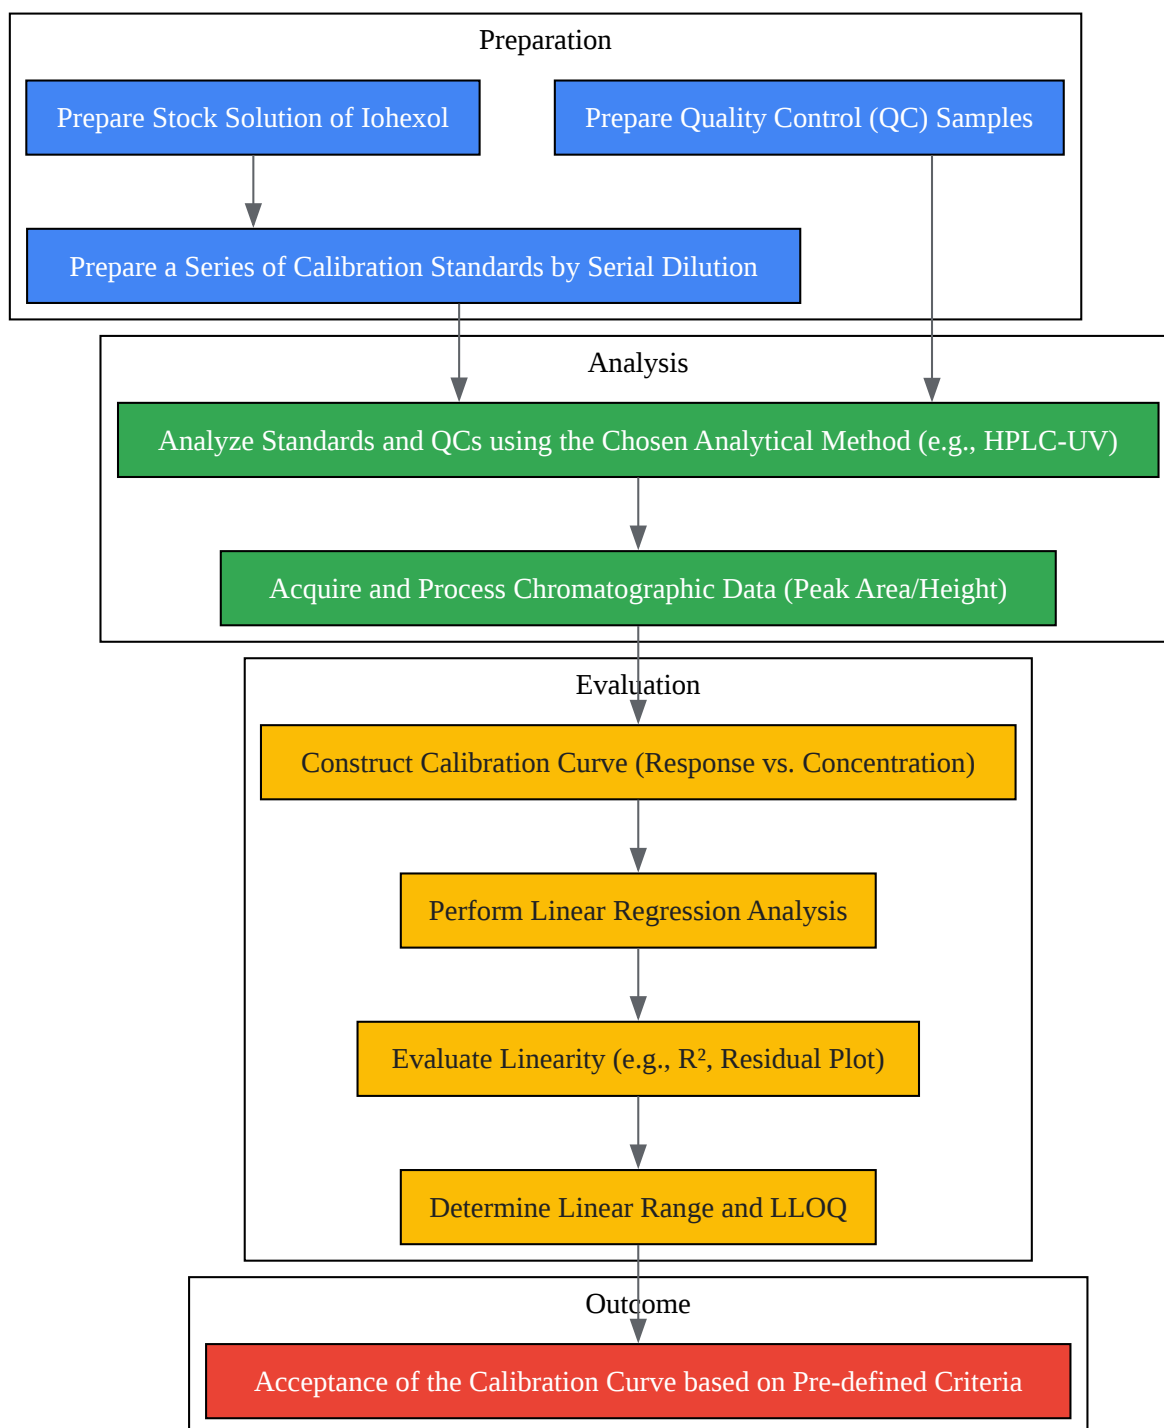 Preparation
Prepare Stock Solution of Iohexol
Prepare Quality Control (QC) Samples
Prepare a Series of Calibration Standards by Serial Dilution
Analysis
Analyze Standards and QCs using the Chosen Analytical Method (e.g., HPLC-UV)
Acquire and Process Chromatographic Data (Peak Area/Height)
Evaluation
Construct Calibration Curve (Response vs. Concentration)
Perform Linear Regression Analysis
Evaluate Linearity (e.g., R², Residual Plot)
Determine Linear Range and LLOQ
Outcome
Acceptance of the Calibration Curve based on Pre-defined Criteria